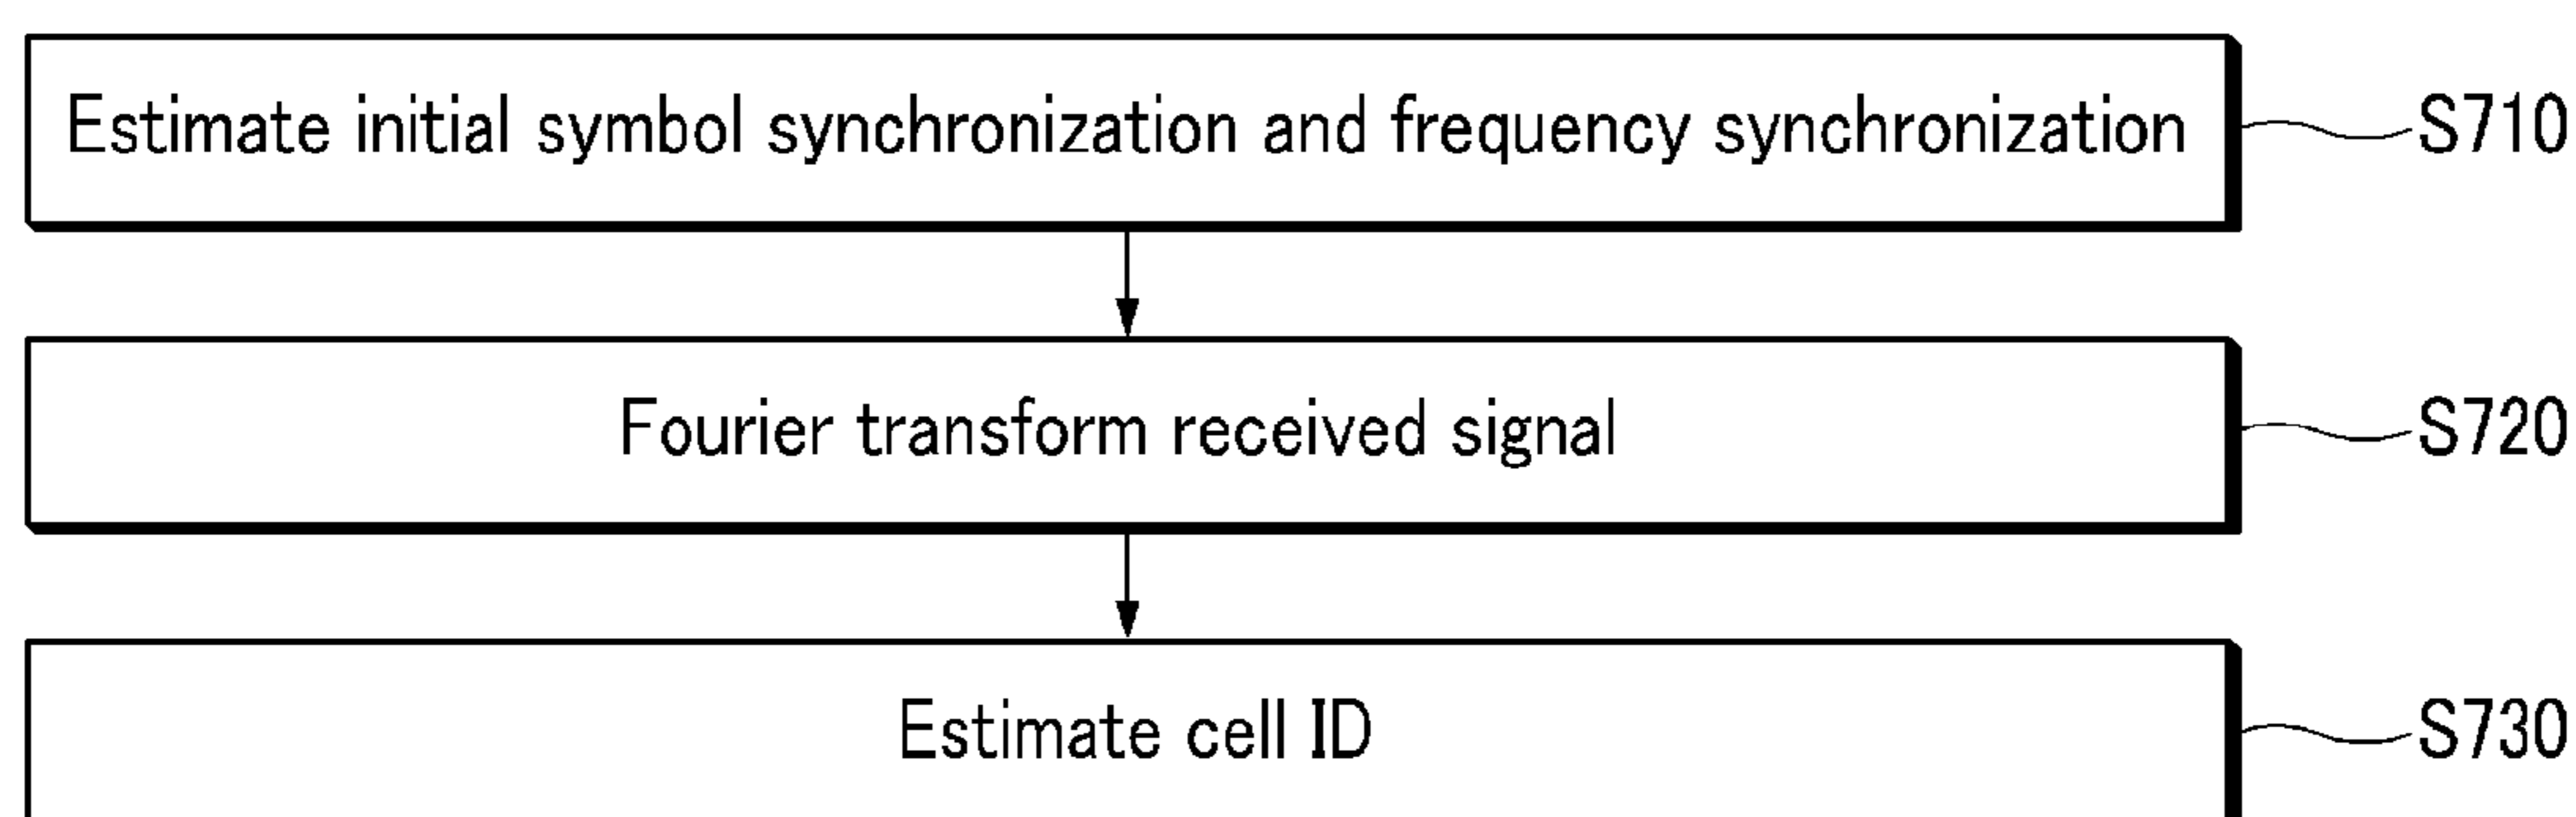 Estimate initial symbol synchronization and frequency synchronization
S710
Fourier transform received signal
S720
Estimate cell ID
S730